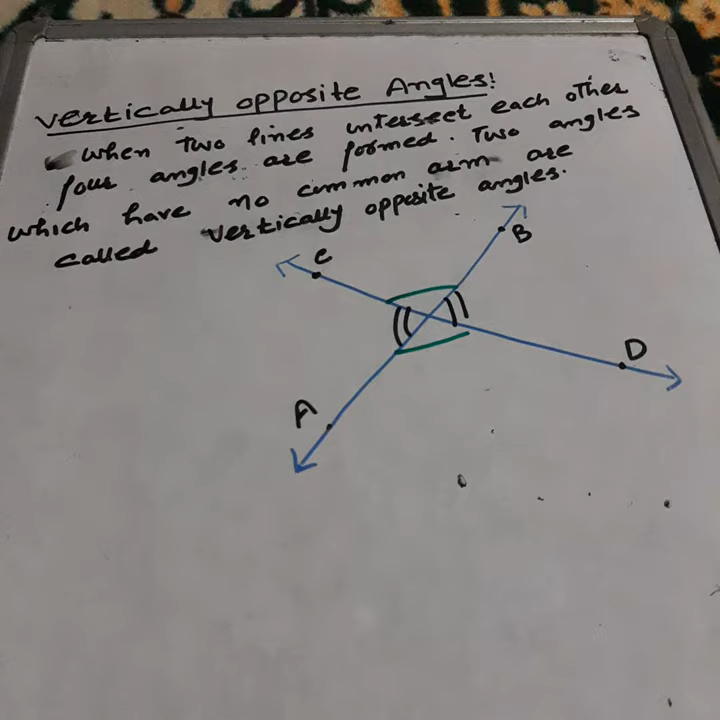 Vertically opposite Angles!
When two lines intersect each other
four angles are formed. Two angles
which have no common arm are
called vertically opposite angles.
C
B
D
A